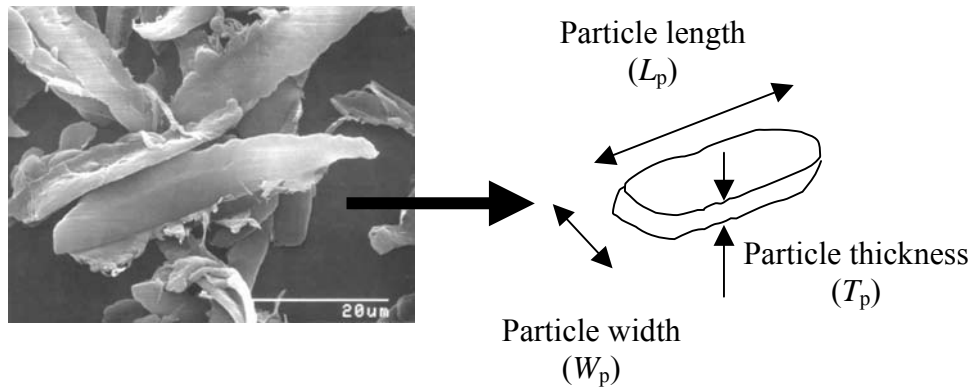 Particle length
(Lp)
20um
Particle thickness
(Tp)
Particle width
(Wp)